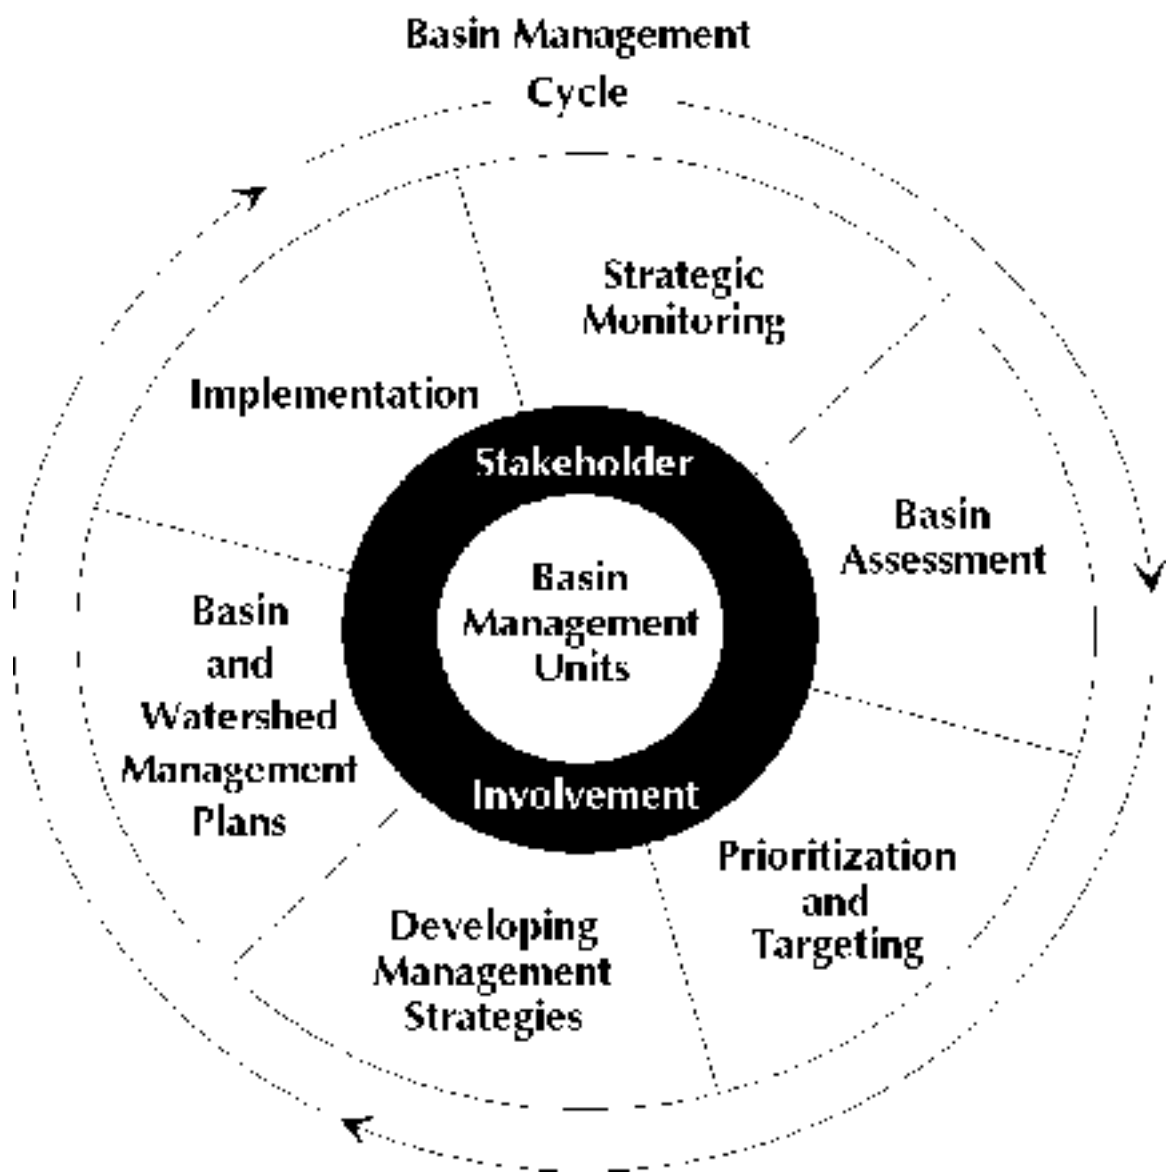 Basin Management
Cycle
Strategic
Monitoring
Implementation
Stakeholder
Basin
Assessment
Basin
Management
Units
Basin
and
Watershed
Management
Plans
Involvement
Prioritization
and
Targeting
Developing
Management
Strategies